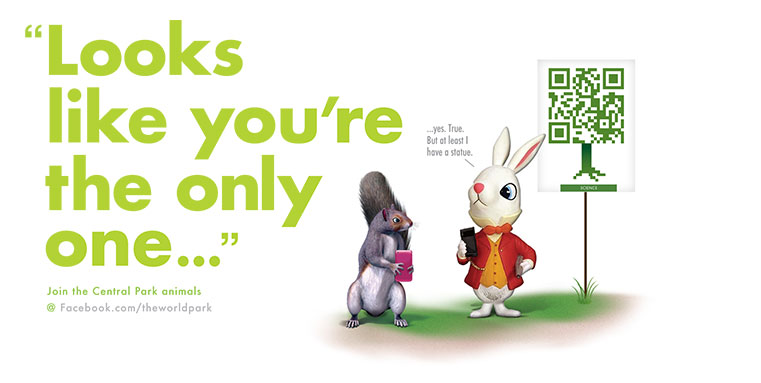 “Looks
like you’re
the only
one...”
Join the Central Park animals
@ Facebook.com/theworldpark
...yes. True.
But at least I
have a statue.
SCIENCE